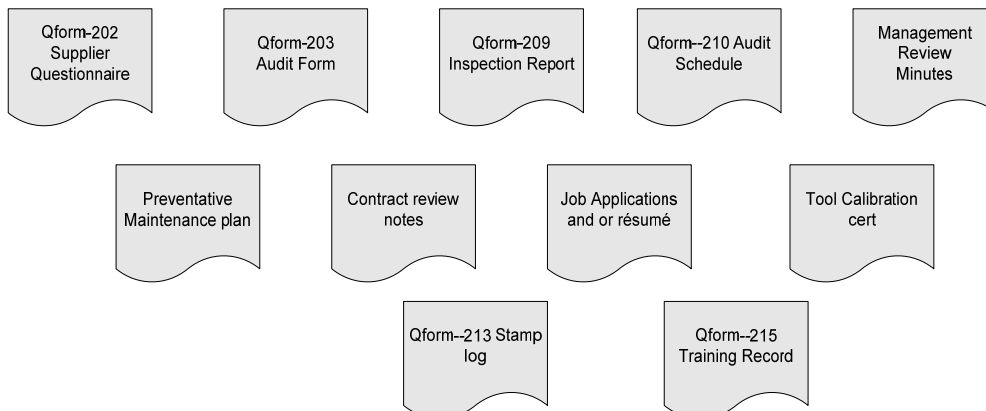 Qform-202
Supplier
Questionnaire
Qform-203
Audit Form
Qform-209
Inspection Report
Qform--210 Audit
Schedule
Management
Review
Minutes
Preventative
Maintenance plan
Contract review
notes
Job Applications
and or résumé
Tool Calibration
cert
Qform--213 Stamp
log
Qform--215
Training Record